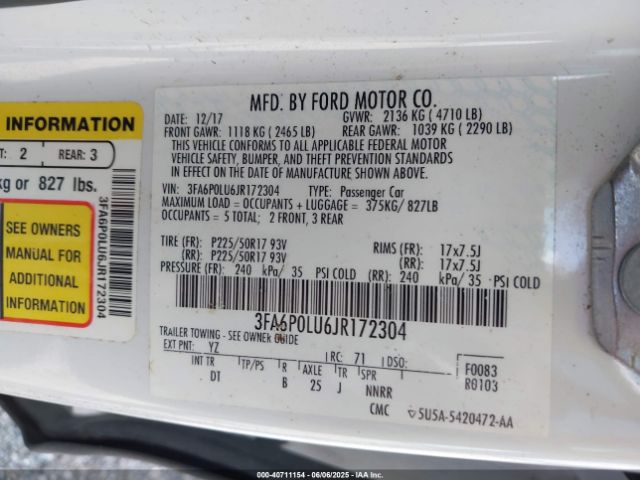 INFORMATION
2 REAR: 3
kg or 827 lbs.
SEE OWNERS
MANUAL FOR
ADDITIONAL
INFORMATION
3FA6P0LU6JR172304
MFD. BY FORD MOTOR CO.
DATE: 12/17 GVWR: 2136 KG ( 4710 LB)
FRONT GAWR: 1118 KG ( 2465 LB) REAR GAWR: 1039 KG ( 2290 LB)
THIS VEHICLE CONFORMS TO ALL APPLICABLE FEDERAL MOTOR
VEHICLE SAFETY, BUMPER, AND THEFT PREVENTION STANDARDS
IN EFFECT ON THE DATE OF MANUFACTURE SHOWN ABOVE.
VIN: 3FA6P0LU6JR172304 TYPE: Passenger Car
MAXIMUM LOAD = OCCUPANTS + LUGGAGE = 375KG/ 827LB
OCCUPANTS = 5 TOTAL; 2 FRONT, 3 REAR
TIRE (FR): P225/50R17 93V RIMS (FR): 17x7.5J
(RR): P225/50R17 93V (RR): 17x7.5J
PRESSURE (FR): 240 kPa/ 35 PSI COLD (RR): 240 kPa/ 35 PSI COLD
3FA6P0LU6JR172304
TRAILER TOWING - SEE OWNER GUIDE
EXT PNT: YZ RC: 71 DSO: F0083
INT TR TP/PS R AXLE TR SPR R0103
DT B 25 J NNRR
CMC 5U5A-5420472-AA
40711154 06/06/2025 IAAI.COM